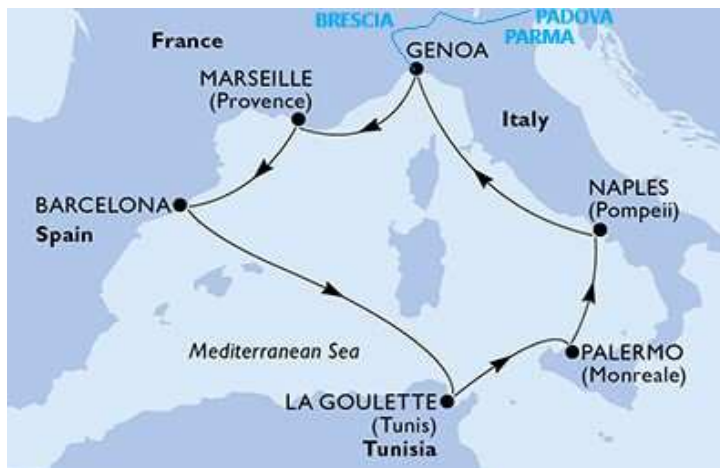 BRESCIA
PADOVA
PARMA
France
GENOA
MARSEILLE
(Provence)
Italy
NAPLES
(Pompeii)
BARCELONA
Spain
Mediterranean Sea
PALERMO
(Monreale)
LA GOULETTE
(Tunis)
Tunisia